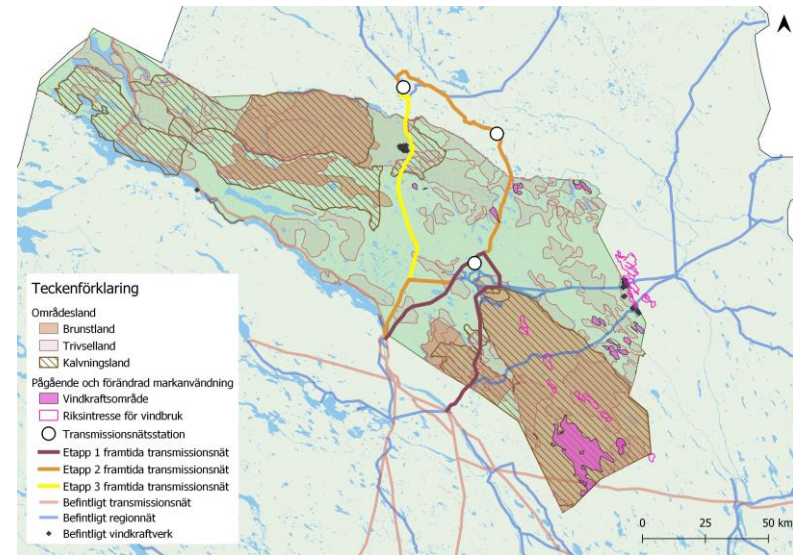 Teckenförklaring
Områdesland
Brunstland
Trivselland
Kalvningsland
Pågående och förändrad markanvändning
Vindkraftsområde
Riksintresse för vindbruk
Transmissionsnätsstation
Etapp 1 framtida transmissionsnät
Etapp 2 framtida transmissionsnät
Etapp 3 framtida transmissionsnät
Befintligt transmissionsnät
Befintligt regionnät
Befintligt vindkraftverk
0 25 50 km